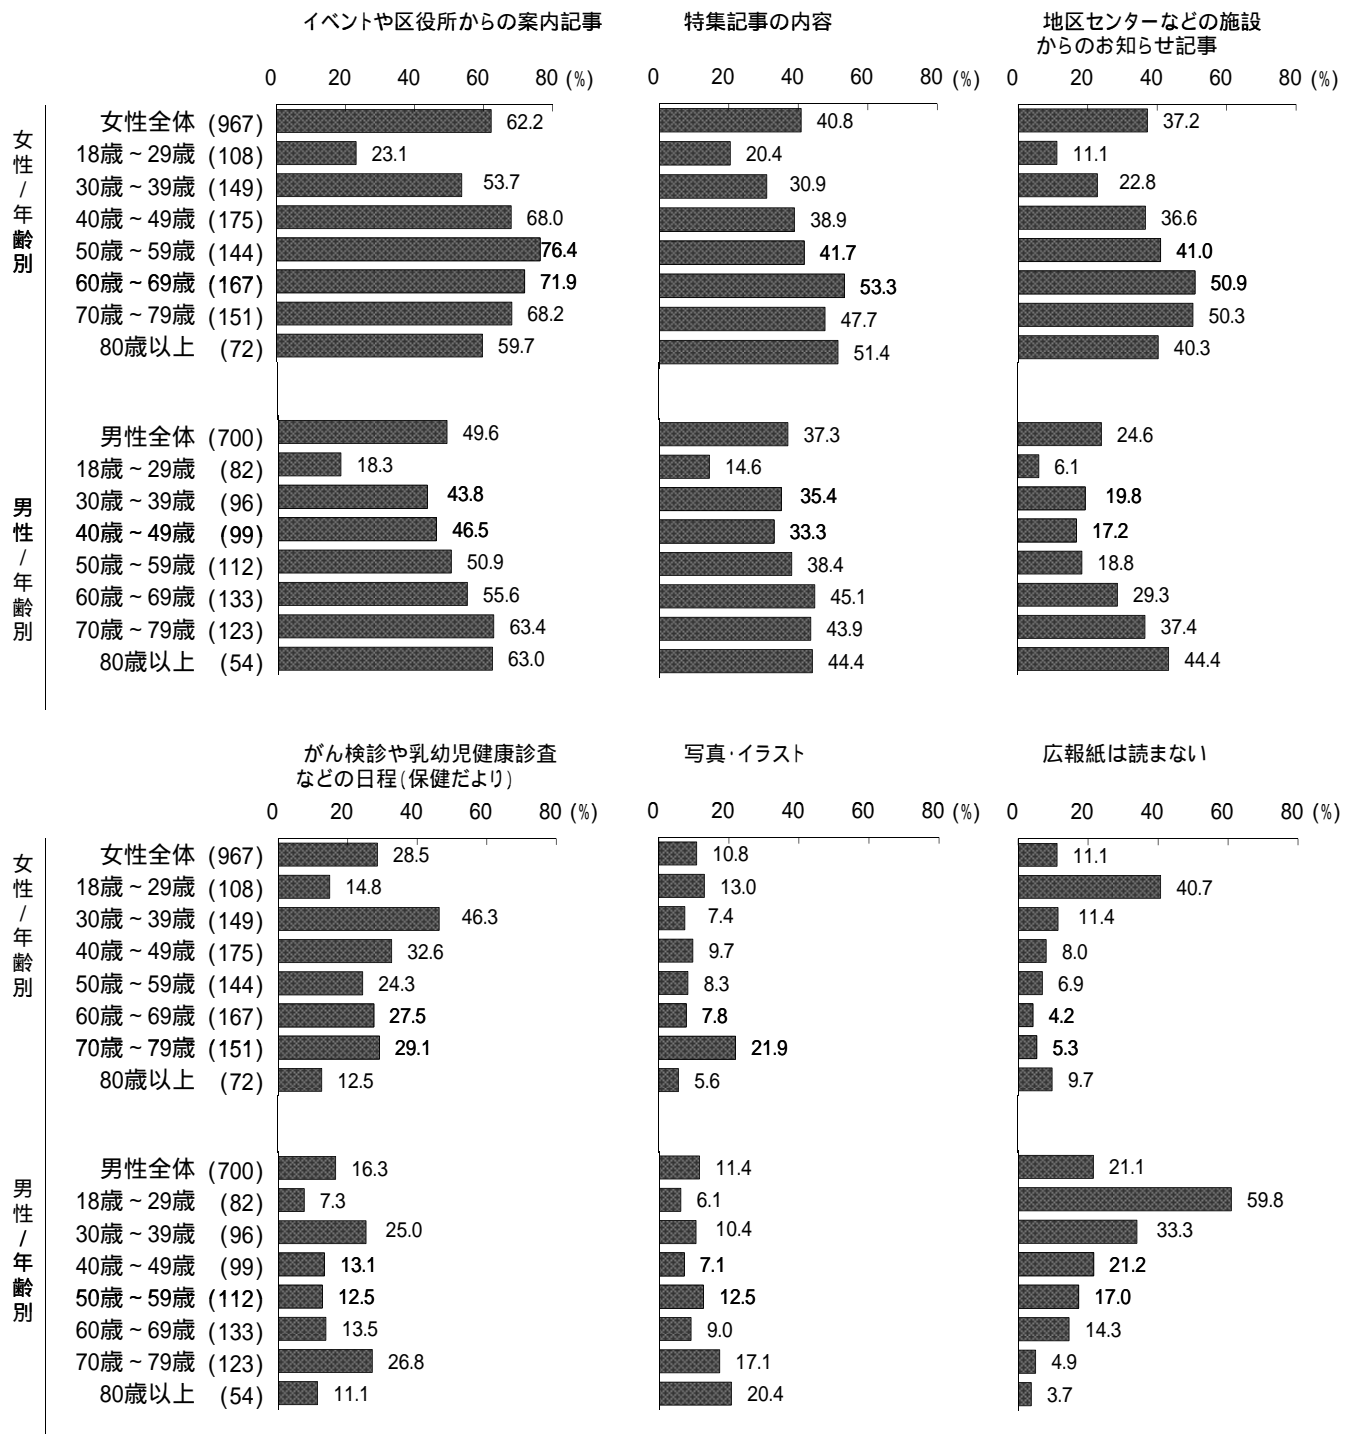 イベントや区役所からの案内記事 特集記事の内容 地区センターなどの施設
からのお知らせ記事
0 20 40 60 80 (%) 0 20 40 60 80 (%) 0 20 40 60 80 (%)
女性/年齢別
女性全体 (967) 62.2 40.8 37.2
18歳~29歳 (108) 23.1 20.4 11.1
30歳~39歳 (149) 53.7 30.9 22.8
40歳~49歳 (175) 68.0 38.9 36.6
50歳~59歳 (144) 76.4 41.7 41.0
60歳~69歳 (167) 71.9 53.3 50.9
70歳~79歳 (151) 68.2 47.7 50.3
80歳以上 (72) 59.7 51.4 40.3
男性/年齢別
男性全体 (700) 49.6 37.3 24.6
18歳~29歳 (82) 18.3 14.6 6.1
30歳~39歳 (96) 43.8 35.4 19.8
40歳~49歳 (99) 46.5 33.3 17.2
50歳~59歳 (112) 50.9 38.4 18.8
60歳~69歳 (133) 55.6 45.1 29.3
70歳~79歳 (123) 63.4 43.9 37.4
80歳以上 (54) 63.0 44.4 44.4
がん検診や乳幼児健康診査 写真・イラスト 広報紙は読まない
などの日程(保健だより)
0 20 40 60 80 (%) 0 20 40 60 80 (%) 0 20 40 60 80 (%)
女性/年齢別
女性全体 (967) 28.5 10.8 11.1
18歳~29歳 (108) 14.8 13.0 40.7
30歳~39歳 (149) 46.3 7.4 11.4
40歳~49歳 (175) 32.6 9.7 8.0
50歳~59歳 (144) 24.3 8.3 6.9
60歳~69歳 (167) 27.5 7.8 4.2
70歳~79歳 (151) 29.1 21.9 5.3
80歳以上 (72) 12.5 5.6 9.7
男性/年齢別
男性全体 (700) 16.3 11.4 21.1
18歳~29歳 (82) 7.3 6.1 59.8
30歳~39歳 (96) 25.0 10.4 33.3
40歳~49歳 (99) 13.1 7.1 21.2
50歳~59歳 (112) 12.5 12.5 17.0
60歳~69歳 (133) 13.5 9.0 14.3
70歳~79歳 (123) 26.8 17.1 4.9
80歳以上 (54) 11.1 20.4 3.7